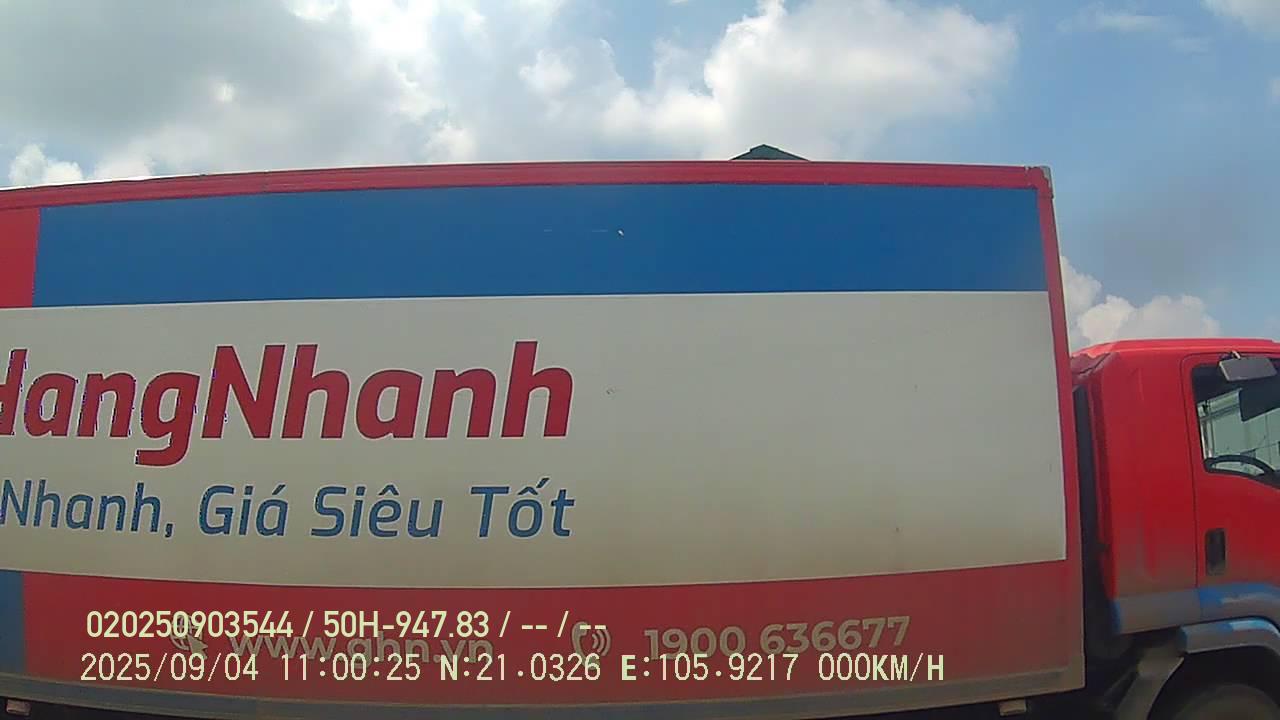 HangNhanh
Nhanh, Giá Siêu Tốt
www.ghn.vn 1900 636677
020250903544 / 50H-947.83 / -- / --
2025/09/04 11:00:25 N:21.0326 E:105.9217 000KM/H